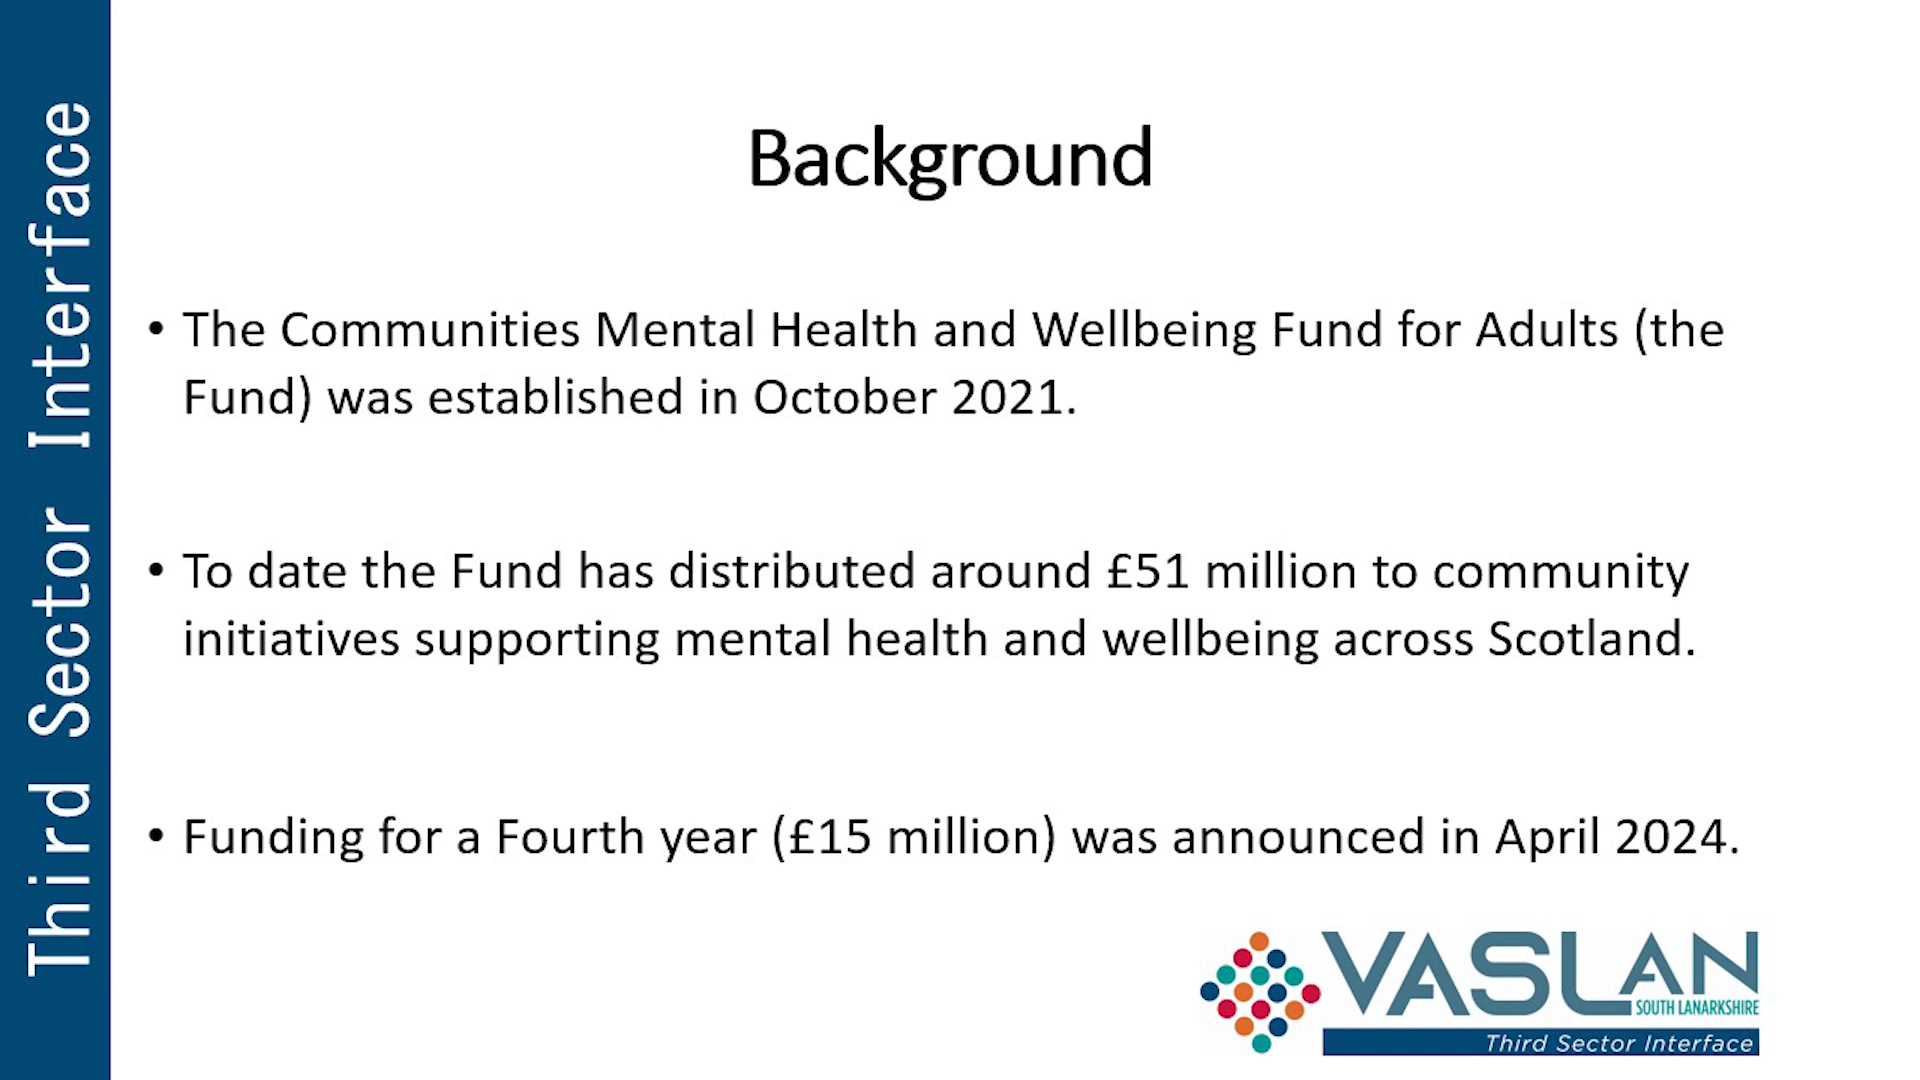 Third Sector Interface
Background
• The Communities Mental Health and Wellbeing Fund for Adults (the
Fund) was established in October 2021.
• To date the Fund has distributed around £51 million to community
initiatives supporting mental health and wellbeing across Scotland.
• Funding for a Fourth year (£15 million) was announced in April 2024.
VASLAN
SOUTH LANARKSHIRE
Third Sector Interface